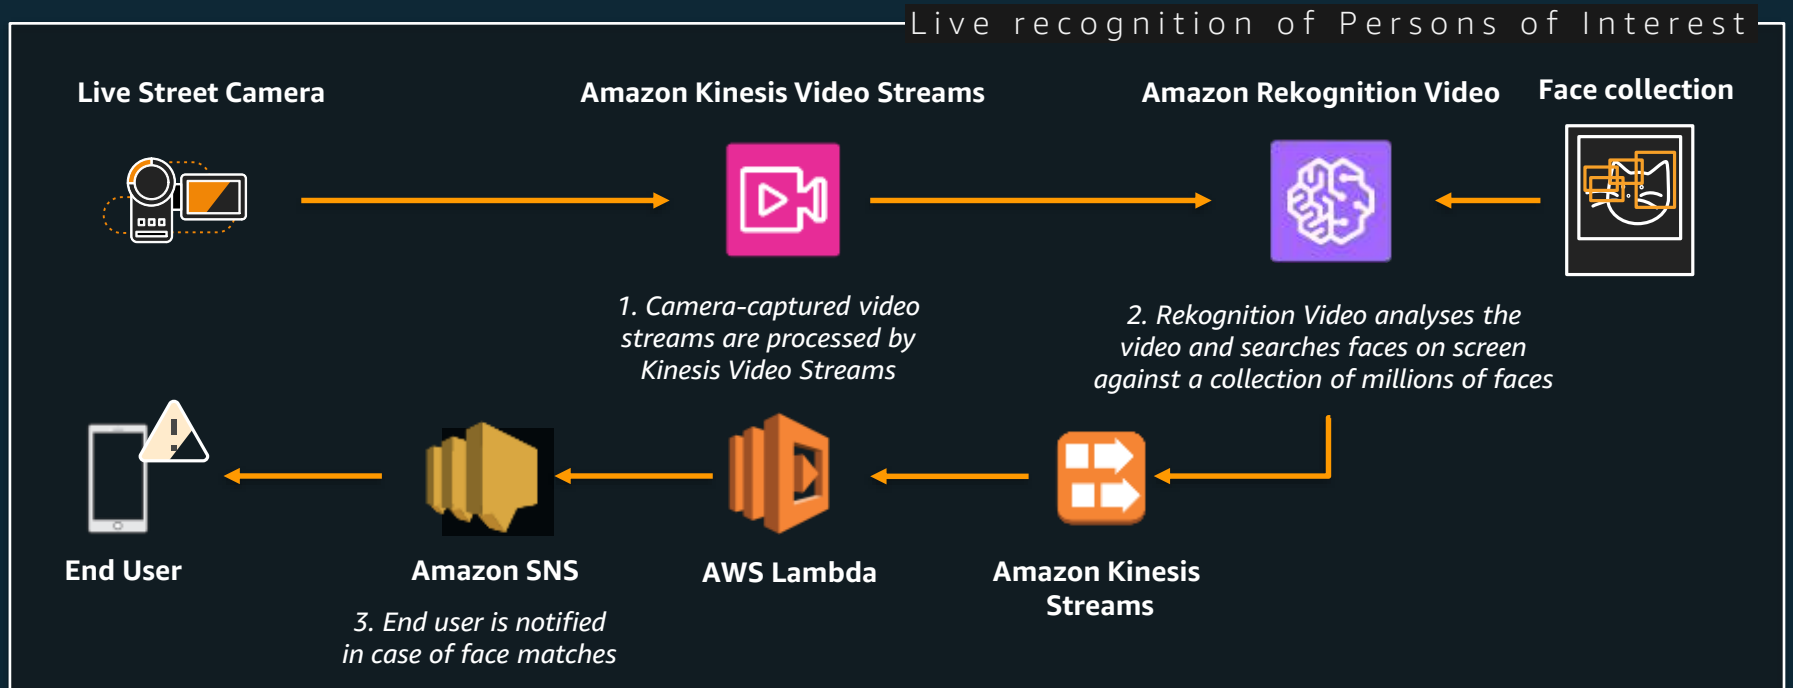 Live recognition of Persons of Interest
Live Street Camera
Amazon Kinesis Video Streams
Amazon Rekognition Video
Face collection
1. Camera-captured video
streams are processed by
Kinesis Video Streams
2. Rekognition Video analyses the
video and searches faces on screen
against a collection of millions of faces
End User
Amazon SNS
AWS Lambda
Amazon Kinesis
Streams
3. End user is notified
in case of face matches